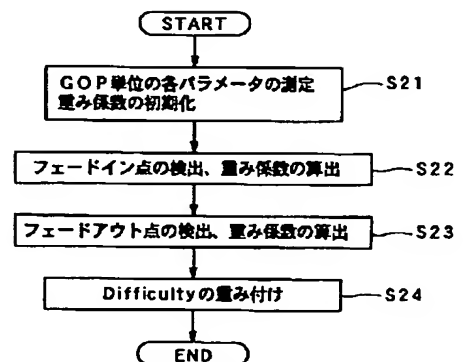 START
GOP単位の各パラメータの測定
重み係数の初期化
S21
フェードイン点の検出、重み係数の算出
S22
フェードアウト点の検出、重み係数の算出
S23
Difficultyの重み付け
S24
END